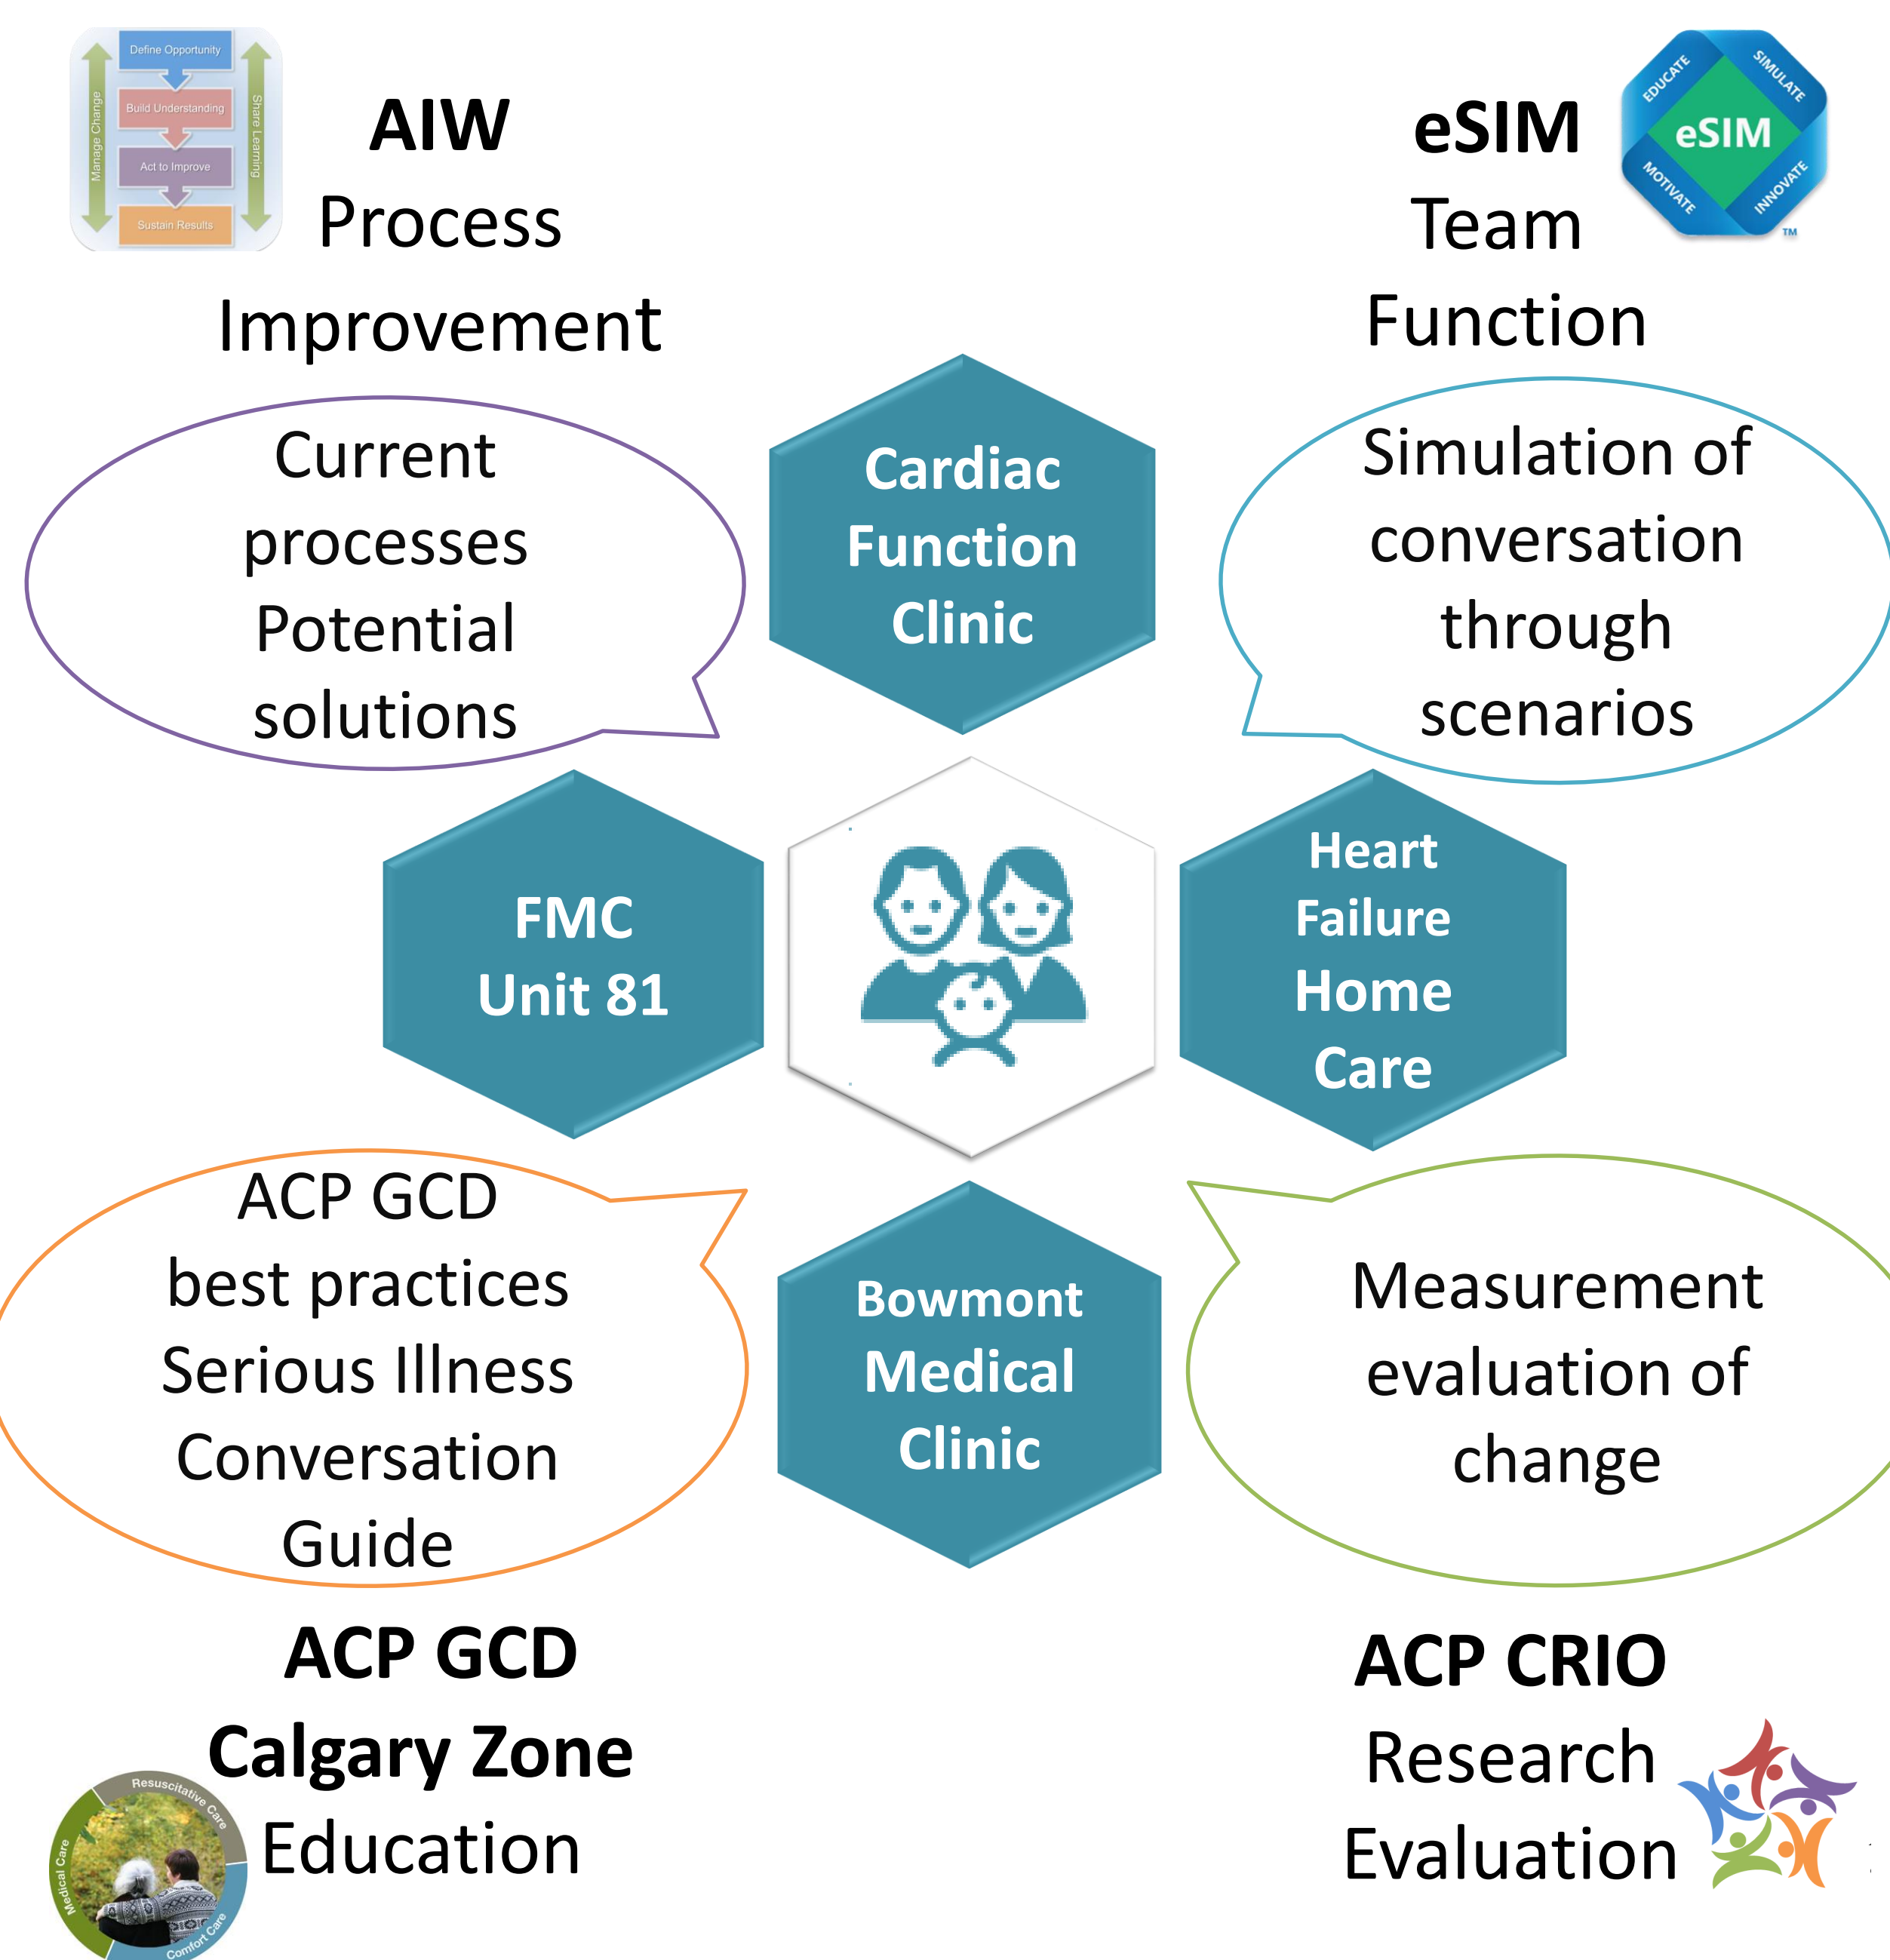 Define Opportunity
Build Understanding
Act to Improve
Sustain Results
Manage Change
Share Learning
AIW
Process
Improvement
eSIM
Team
Function
EDUCATE
SIMULATE
eSIM
MOTIVATE
INNOVATE
TM
Current
processes
Potential
solutions
Cardiac
Function
Clinic
Simulation of
conversation
through
scenarios
FMC
Unit 81
Heart
Failure
Home
Care
ACP GCD
best practices
Serious Illness
Conversation
Guide
Bowmont
Medical
Clinic
Measurement
evaluation of
change
ACP GCD
Calgary Zone
Education
Resuscitative Care
Medical Care
Comfort Care
ACP CRIO
Research
Evaluation